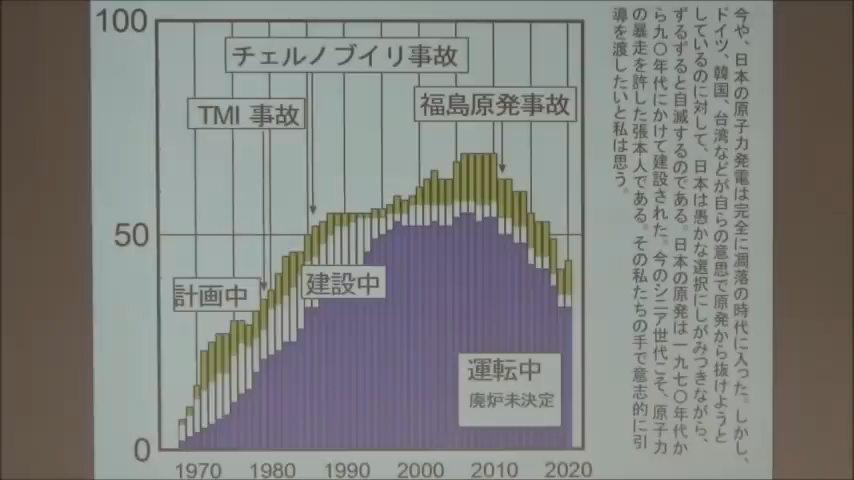 100
チェルノブイリ事故
TMI 事故
福島原発事故
50
計画中
建設中
運転中
廃炉未決定
0
1970 1980 1990 2000 2010 2020
今や、日本の原子力発電は完全に凋落の時代に入った。しかし、
ドイツ、韓国、台湾などが自らの意思で原発から抜けようと
しているのに対して、日本は愚かな選択にしがみつきながら、
ずるずると自滅するのである。日本の原発は一九七〇年代か
ら九〇年代にかけて建設された。今のシニア世代こそ、原子力
の暴走を許した張本人である。その私たちの手で意志的に引
導を渡したいと私は思う。